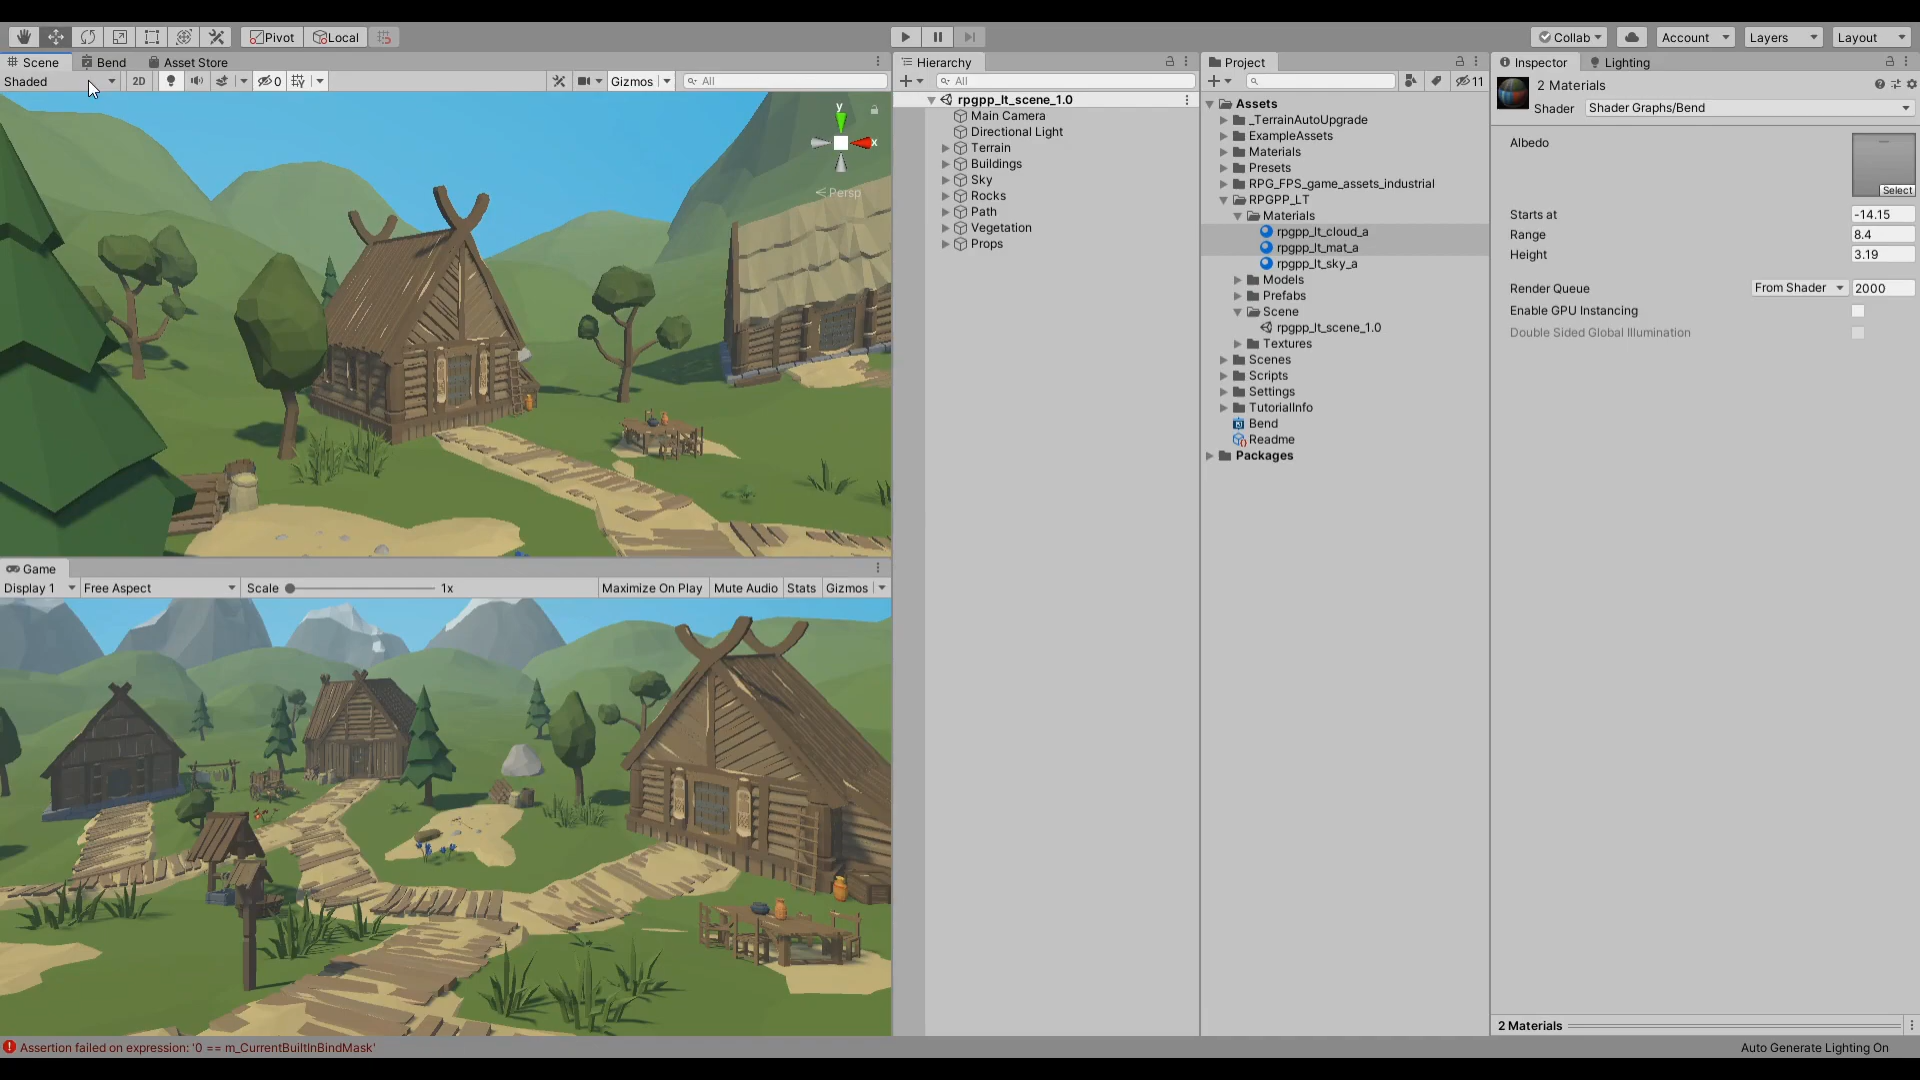 Pivot Local Collab Account Layers Layout
Scene Bend Asset Store
Shaded 2D 0 Gizmos All
y
x
Persp
Game
Display 1 Free Aspect Scale 1x Maximize On Play Mute Audio Stats Gizmos
Hierarchy
All
rpgpp_lt_scene_1.0
Main Camera
Directional Light
Terrain
Buildings
Sky
Rocks
Path
Vegetation
Props
Project
11
Assets
_TerrainAutoUpgrade
ExampleAssets
Materials
Presets
RPG_FPS_game_assets_industrial
RPGPP_LT
Materials
rpgpp_lt_cloud_a
rpgpp_lt_mat_a
rpgpp_lt_sky_a
Models
Prefabs
Scene
rpgpp_lt_scene_1.0
Textures
Scenes
Scripts
Settings
TutorialInfo
Bend
Readme
Packages
Inspector Lighting
2 Materials
Shader Shader Graphs/Bend
Albedo
Select
Starts at -14.15
Range 8.4
Height 3.19
Render Queue From Shader 2000
Enable GPU Instancing
Double Sided Global Illumination
2 Materials
Assertion failed on expression: '0 == m_CurrentBuiltInBindMask'
Auto Generate Lighting On